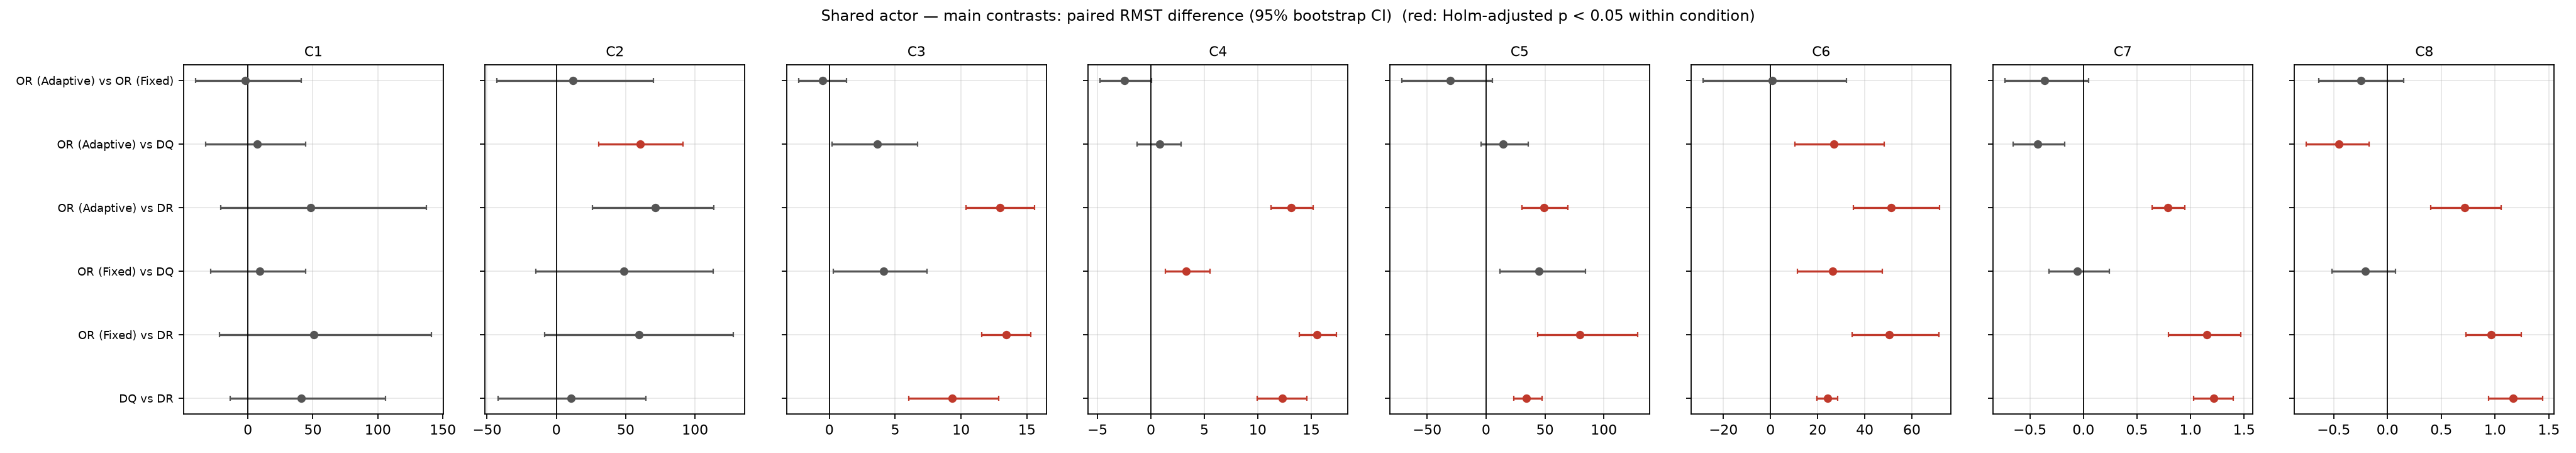 Shared actor — main contrasts: paired RMST difference (95% bootstrap CI)  (red: Holm-adjusted p < 0.05 within condition)
C1 C2 C3 C4 C5 C6 C7 C8
OR (Adaptive) vs OR (Fixed)
OR (Adaptive) vs DQ
OR (Adaptive) vs DR
OR (Fixed) vs DQ
OR (Fixed) vs DR
DQ vs DR
0 50 100 150
−50 0 50 100
0 5 10 15
−5 0 5 10 15
−50 0 50 100
−20 0 20 40 60
−0.5 0.0 0.5 1.0 1.5
−0.5 0.0 0.5 1.0 1.5